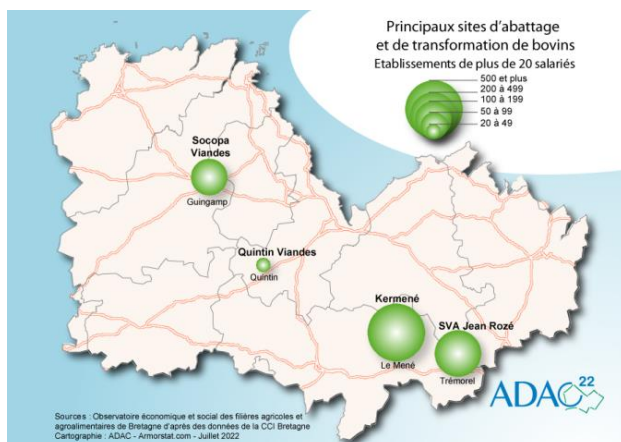 Principaux sites d'abattage
et de transformation de bovins
Etablissements de plus de 20 salariés
500 et plus
200 à 499
100 à 199
50 à 99
20 à 49
Socopa
Viandes
Guingamp
Quintin Viandes
Quintin
Kermené
Le Mené
SVA Jean Rozé
Trémorel
ADAC 22
Sources : Observatoire économique et social des filières agricoles et
agroalimentaires de Bretagne d'après des données de la CCI Bretagne
Cartographie : ADAC - Armorstat.com - Juillet 2022